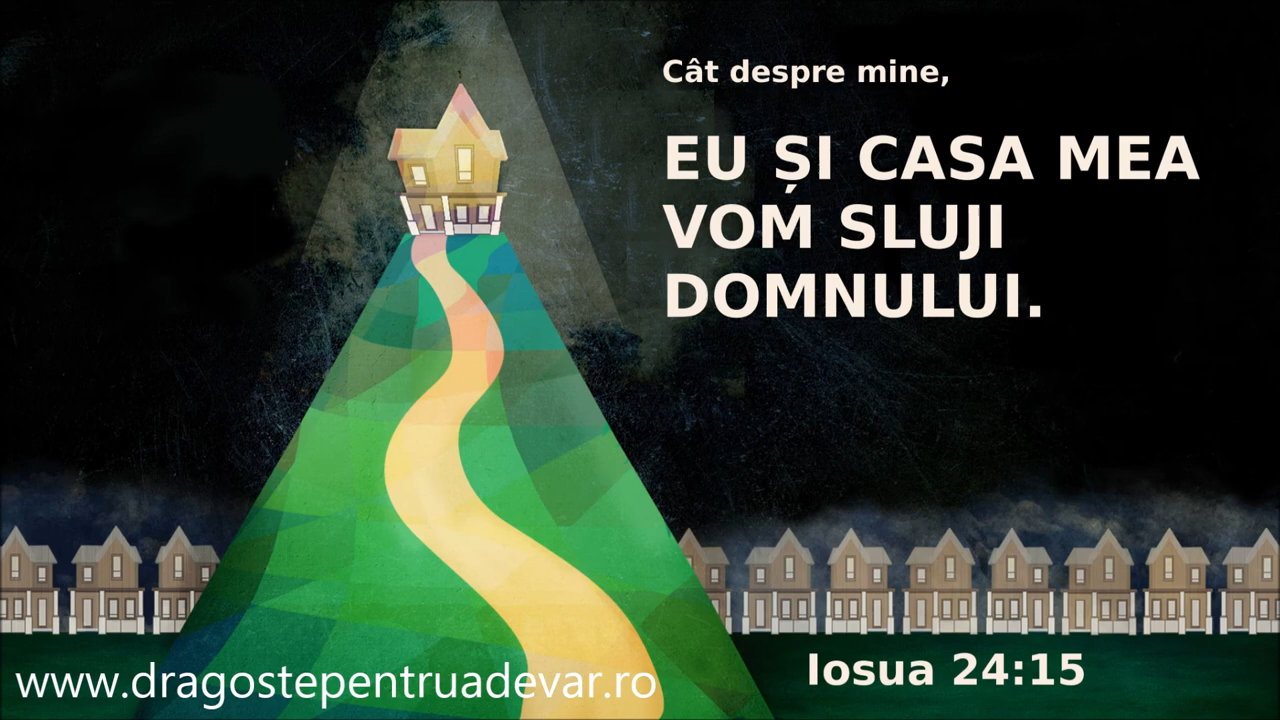 Cât despre mine,
EU ȘI CASA MEA
VOM SLUJI
DOMNULUI.
Iosua 24:15
www.dragostepentruadevar.ro